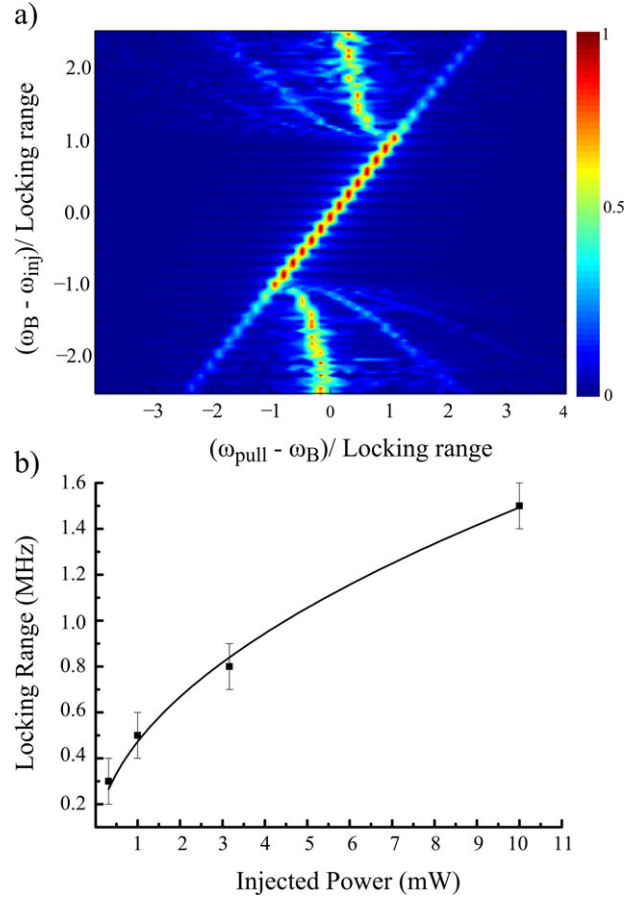 a)
2.0
1.0
0.0
-1.0
-2.0
(ωB - ωinj)/ Locking range
−3 −2 −1 0 1 2 3 4
(ωpull - ωB)/ Locking range
1
0.5
0
b)
1.6
1.4
1.2
1.0
0.8
0.6
0.4
0.2
Locking Range (MHz)
1 2 3 4 5 6 7 8 9 10 11
Injected Power (mW)